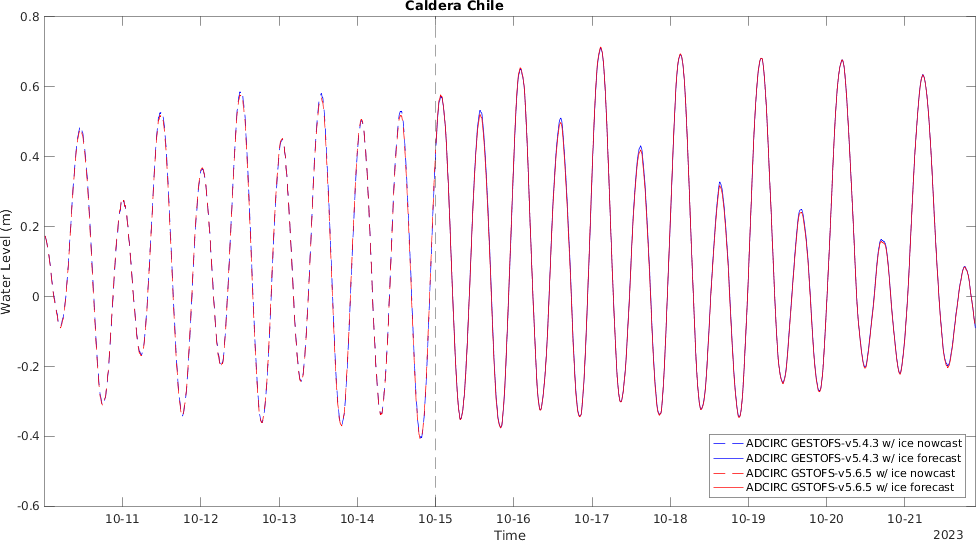 Caldera Chile
0.8
0.6
0.4
0.2
0
-0.2
-0.4
-0.6
Water Level (m)
ADCIRC GESTOFS-v5.4.3 w/ ice nowcast
ADCIRC GESTOFS-v5.4.3 w/ ice forecast
ADCIRC GSTOFS-v5.6.5 w/ ice nowcast
ADCIRC GSTOFS-v5.6.5 w/ ice forecast
10-11 10-12 10-13 10-14 10-15 10-16 10-17 10-18 10-19 10-20 10-21
Time
2023